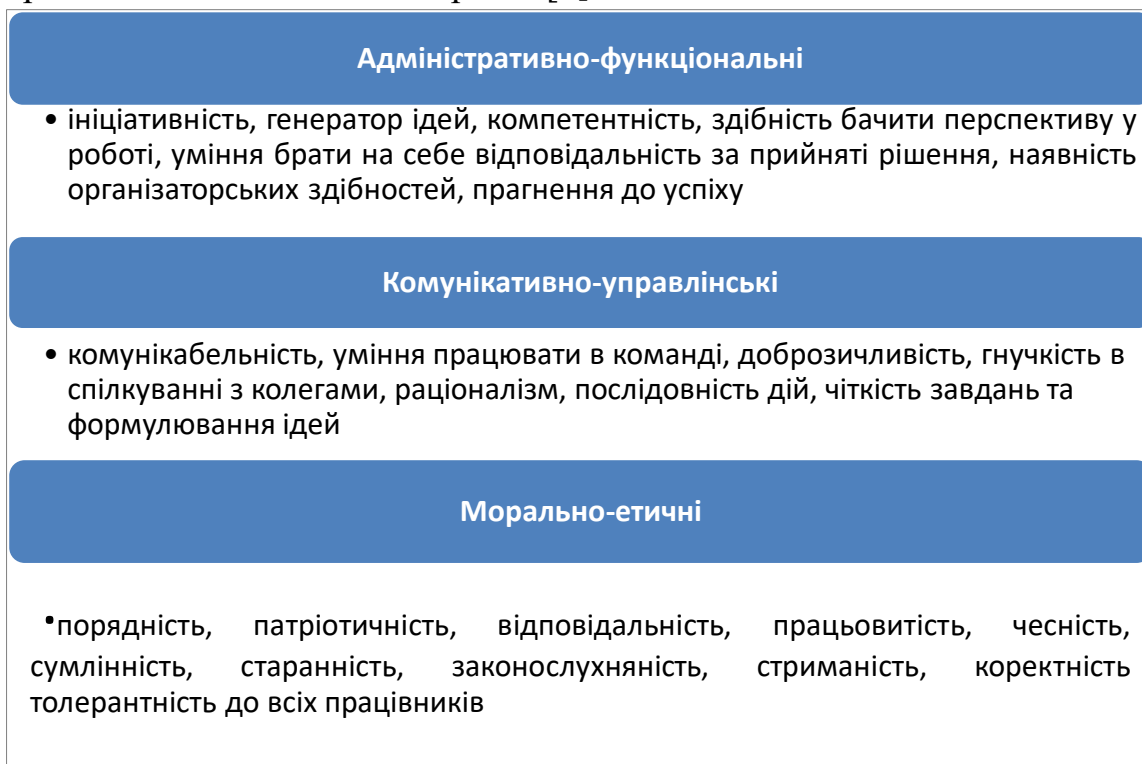 Адміністративно-функціональні
• ініціативність, генератор ідей, компетентність, здібність бачити перспективу у
роботі, уміння брати на себе відповідальність за прийняті рішення, наявність
організаторських здібностей, прагнення до успіху
Комунікативно-управлінські
• комунікабельність, уміння працювати в команді, доброзичливість, гнучкість в
спілкуванні з колегами, раціоналізм, послідовність дій, чіткість завдань та
формулювання ідей
Морально-етичні
•порядність, патріотичність, відповідальність, працьовитість, чесність,
сумлінність, старанність, законослухняність, стриманість, коректність
толерантність до всіх працівників